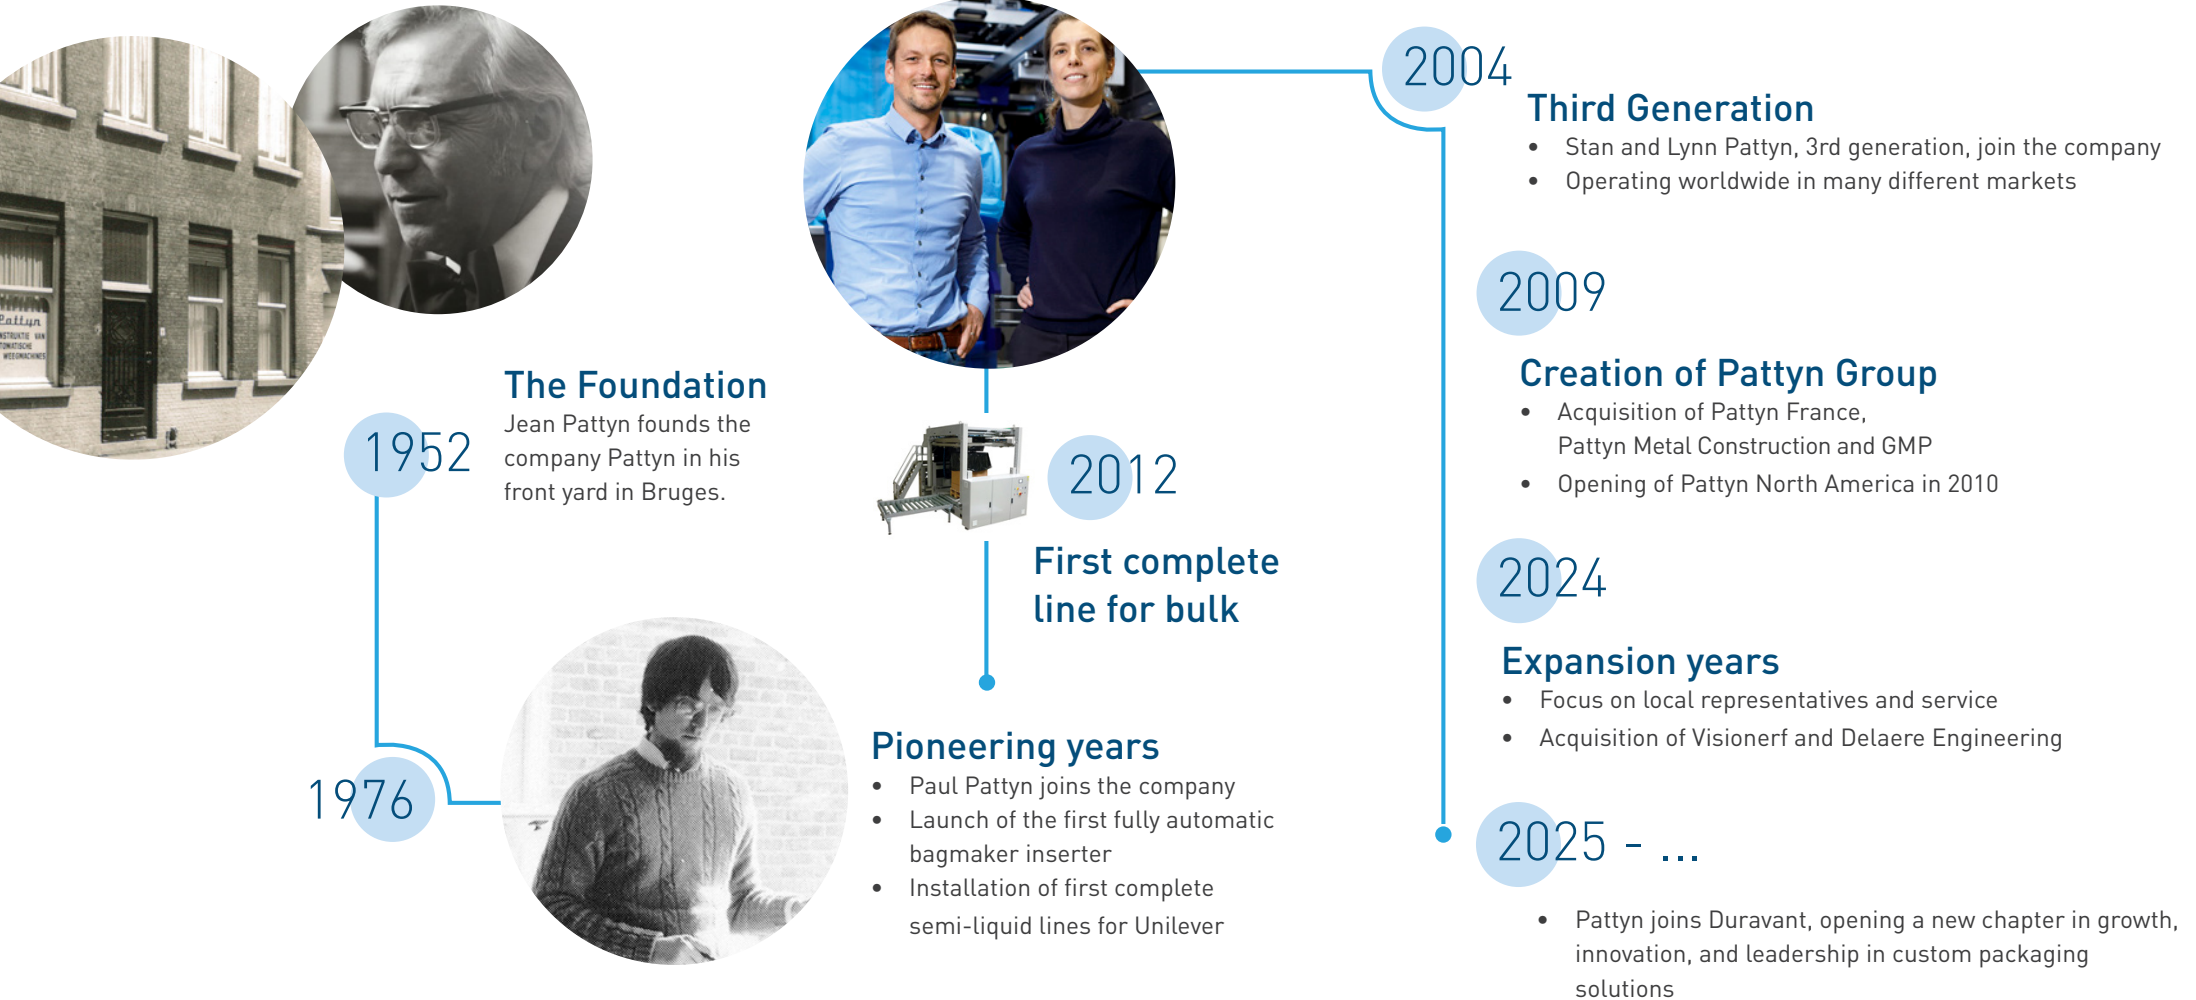 Pattyn
TOMATISCHE
WEEGMACHINES
1952
The Foundation
Jean Pattyn founds the
company Pattyn in his
front yard in Bruges.
1976
Pioneering years
• Paul Pattyn joins the company
• Launch of the first fully automatic
bagmaker inserter
• Installation of first complete
semi-liquid lines for Unilever
2012
First complete
line for bulk
2004
Third Generation
• Stan and Lynn Pattyn, 3rd generation, join the company
• Operating worldwide in many different markets
2009
Creation of Pattyn Group
• Acquisition of Pattyn France,
Pattyn Metal Construction and GMP
• Opening of Pattyn North America in 2010
2024
Expansion years
• Focus on local representatives and service
• Acquisition of Visionerf and Delaere Engineering
2025 - ...
• Pattyn joins Duravant, opening a new chapter in growth,
innovation, and leadership in custom packaging
solutions